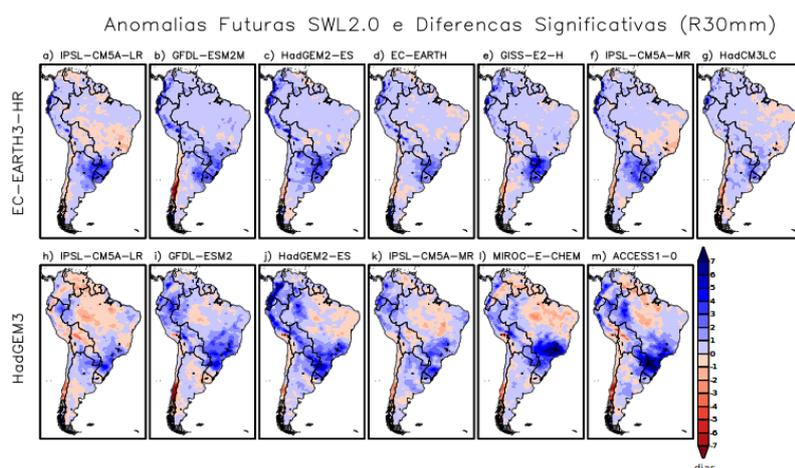 Anomalias Futuras SWL2.0 e Diferencas Significativas (R30mm)
a) IPSL-CM5A-LR b) GFDL-ESM2M c) HadGEM2-ES d) EC-EARTH e) GISS-E2-H f) IPSL-CM5A-MR g) HadCM3LC
EC-EARTH3-HR
h) IPSL-CM5A-LR i) GFDL-ESM2 j) HadGEM2-ES k) IPSL-CM5A-MR l) MIROC-E-CHEM m) ACCESS1-0
HadGEM3
7
6
5
4
3
2
1
0
-1
-2
-3
-4
-5
-6
-7
dias